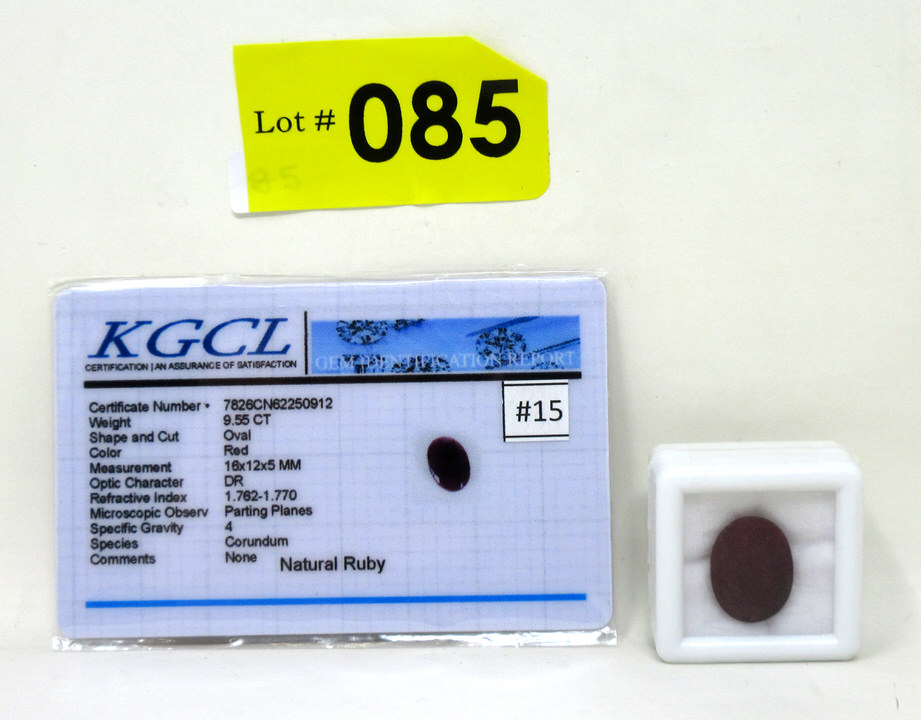 Lot # 085
85
KGCL
CERTIFICATION | AN ASSURANCE OF SATISFACTION
GEM IDENTIFICATION REPORT
#15
Certificate Number 7826CN62250912
Weight 9.55 CT
Shape and Cut Oval
Color Red
Measurement 16x12x5 MM
Optic Character DR
Refractive Index 1.762-1.770
Microscopic Observ Parting Planes
Specific Gravity 4
Species Corundum
Comments None
Natural Ruby